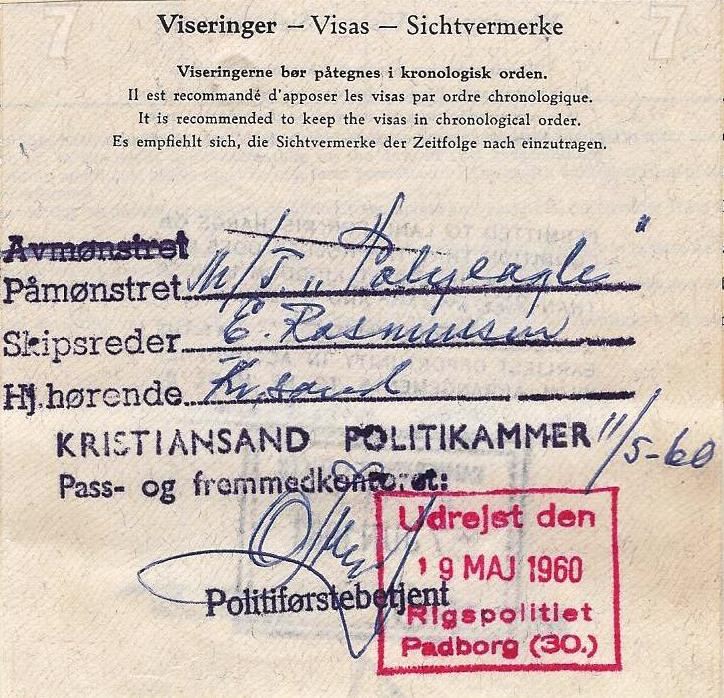 7 7
Viseringer – Visas – Sichtvermerke
Viseringerne bør påtegnes i kronologisk orden.
Il est recommandé d'apposer les visas par ordre chronologique.
It is recommended to keep the visas in chronological order.
Es empfiehlt sich, die Sichtvermerke der Zeitfolge nach einzutragen.
Avmønstret
Påmønstret M/T. „Polyeagle"
Skipsreder E. Rasmussen
Hj.hørende Kr.sand
KRISTIANSAND POLITIKAMMER 11/5-60
Pass- og fremmedkontoret:
Politiførstebetjent
Udrejst den
19 MAJ 1960
Rigspolitiet
Padborg (30.)